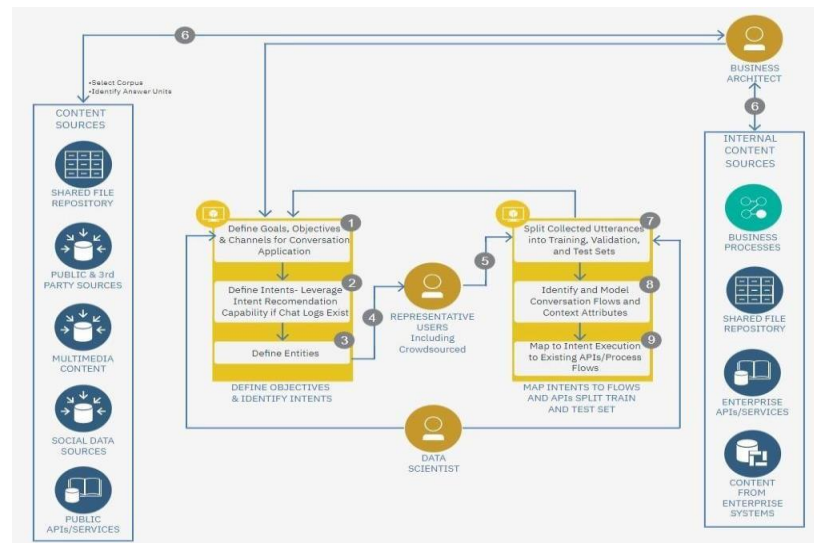 6
BUSINESS
ARCHITECT
•Select Corpus
•Identify Answer Units
6
CONTENT
SOURCES
SHARED FILE
REPOSITORY
PUBLIC & 3rd
PARTY SOURCES
MULTIMEDIA
CONTENT
SOCIAL DATA
SOURCES
PUBLIC
APIs/SERVICES
1
Define Goals, Objectives
& Channels for Conversation
Application
2
Define Intents- Leverage
Intent Recomendation
Capability if Chat Logs Exist
3
Define Entities
DEFINE OBJECTIVES
& IDENTIFY INTENTS
4
REPRESENTATIVE
USERS
Including
Crowdsourced
5
7
Split Collected Utterances
into Training, Validation,
and Test Sets
8
Identify and Model
Conversation Flows and
Context Attributes
9
Map to Intent Execution
to Existing APIs/Process
Flows
MAP INTENTS TO FLOWS
AND APIs SPLIT TRAIN
AND TEST SET
DATA
SCIENTIST
INTERNAL
CONTENT
SOURCES
BUSINESS
PROCESSES
SHARED FILE
REPOSITORY
ENTERPRISE
APIs/SERVICES
CONTENT
FROM
ENTERPRISE
SYSTEMS